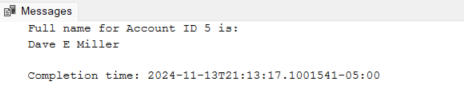 Messages
Full name for Account ID 5 is:
Dave E Miller
Completion time: 2024-11-13T21:13:17.1001541-05:00